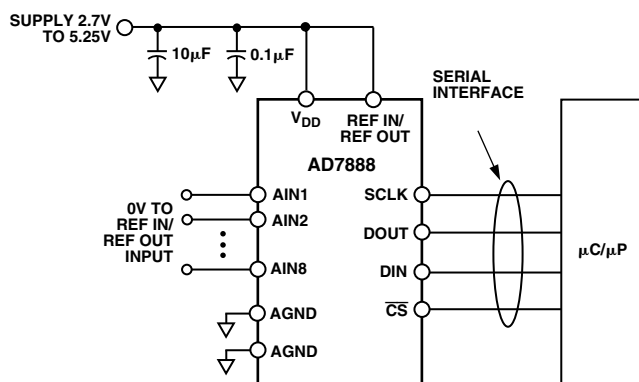 SUPPLY 2.7V
TO 5.25V
10μF
0.1μF
SERIAL
INTERFACE
VDD
REF IN/
REF OUT
AD7888
0V TO
REF IN/
REF OUT
INPUT
AIN1
AIN2
AIN8
AGND
AGND
SCLK
DOUT
DIN
C̅S̅
μC/μP